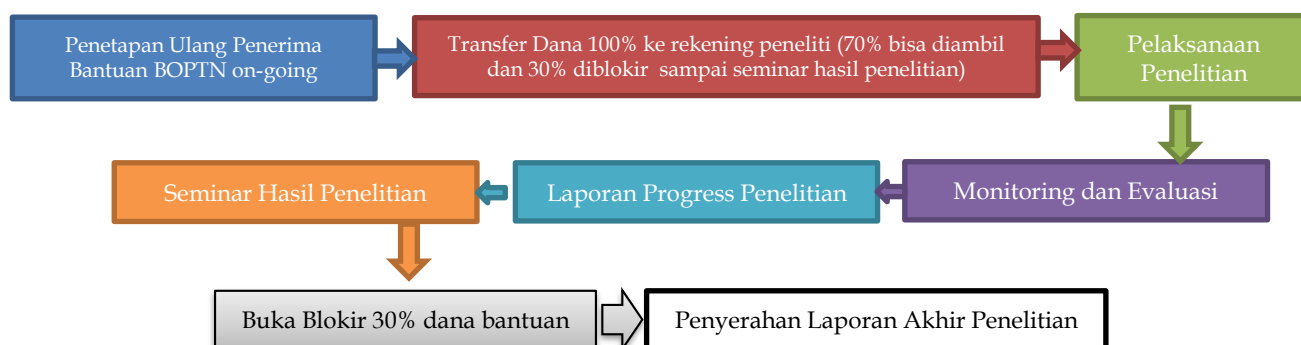 Penetapan Ulang Penerima
Bantuan BOPTN on-going
Transfer Dana 100% ke rekening peneliti (70% bisa diambil
dan 30% diblokir sampai seminar hasil penelitian)
Pelaksanaan
Penelitian
Monitoring dan Evaluasi
Laporan Progress Penelitian
Seminar Hasil Penelitian
Buka Blokir 30% dana bantuan
Penyerahan Laporan Akhir Penelitian